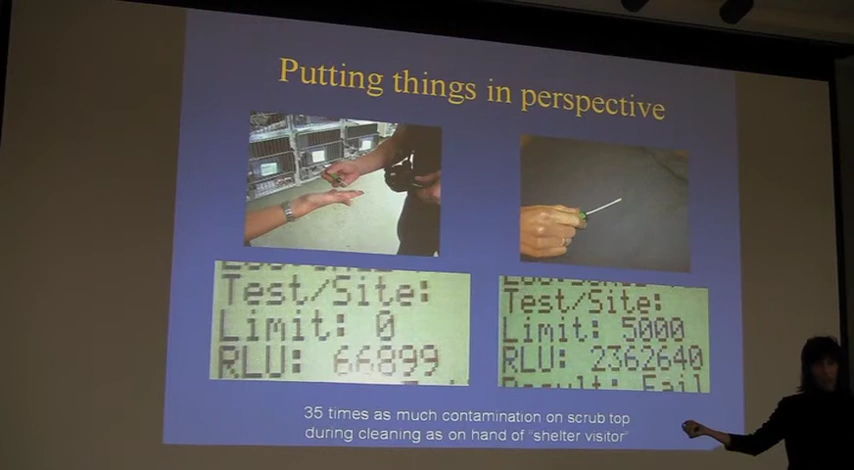 Putting things in perspective
Test/Site:
Limit: 0
RLU: 66899
Test/Site:
Limit: 5000
RLU: 2362640
Result: Fail
35 times as much contamination on scrub top
during cleaning as on hand of "shelter visitor"